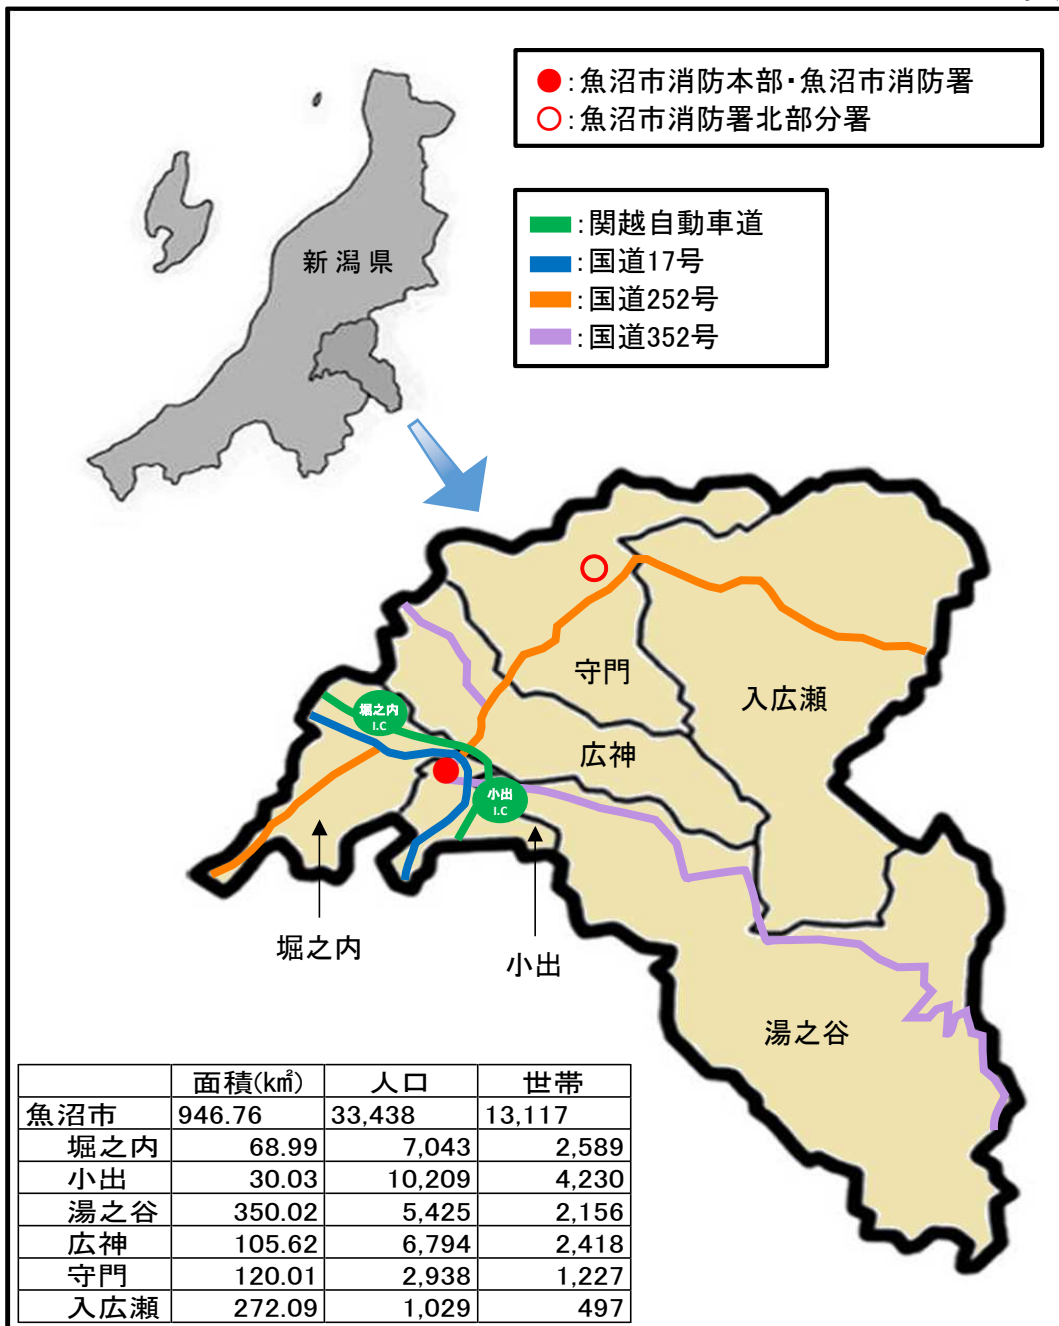 ●:魚沼市消防本部・魚沼市消防署
○:魚沼市消防署北部分署
:関越自動車道
:国道17号
:国道252号
:国道352号
新潟県
守門
入広瀬
堀之内
I.C
広神
小出
I.C
堀之内
小出
湯之谷
面積(k㎡) 人口 世帯
魚沼市 946.76 33,438 13,117
堀之内 68.99 7,043 2,589
小出 30.03 10,209 4,230
湯之谷 350.02 5,425 2,156
広神 105.62 6,794 2,418
守門 120.01 2,938 1,227
入広瀬 272.09 1,029 497